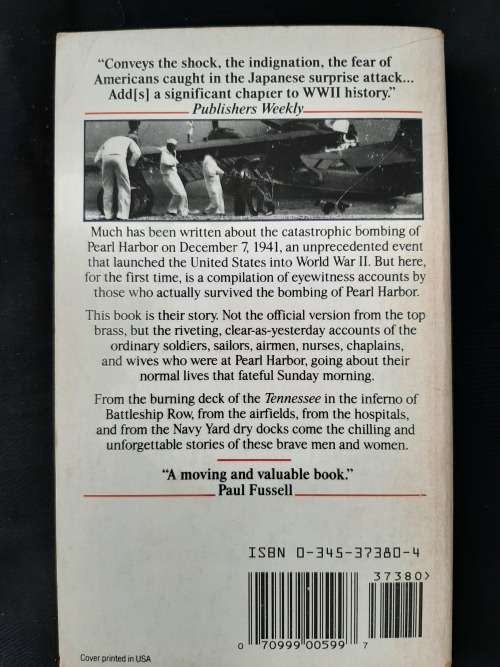 “Conveys the shock, the indignation, the fear of
Americans caught in the Japanese surprise attack...
Add[s] a significant chapter to WWII history.”
Publishers Weekly
Much has been written about the catastrophic bombing of
Pearl Harbor on December 7, 1941, an unprecedented event
that launched the United States into World War II. But here,
for the first time, is a compilation of eyewitness accounts by
those who actually survived the bombing of Pearl Harbor.
This book is their story. Not the official version from the top
brass, but the riveting, clear-as-yesterday accounts of the
ordinary soldiers, sailors, airmen, nurses, chaplains,
and wives who were at Pearl Harbor, going about their
normal lives that fateful Sunday morning.
From the burning deck of the Tennessee in the inferno of
Battleship Row, from the airfields, from the hospitals,
and from the Navy Yard dry docks come the chilling and
unforgettable stories of these brave men and women.
“A moving and valuable book.”
Paul Fussell
ISBN 0-345-37380-4
37380>
0 70999 00599 7
Cover printed in USA